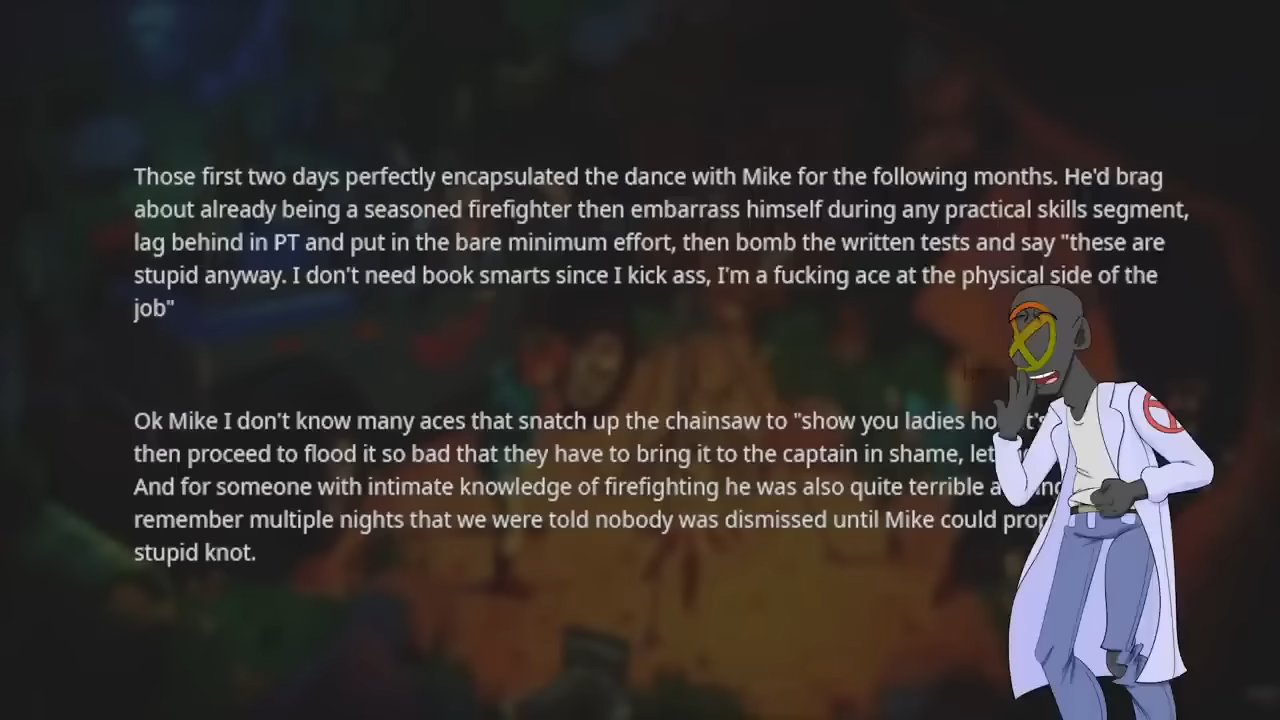 Those first two days perfectly encapsulated the dance with Mike for the following months. He'd brag
about already being a seasoned firefighter then embarrass himself during any practical skills segment,
lag behind in PT and put in the bare minimum effort, then bomb the written tests and say "these are
stupid anyway. I don't need book smarts since I kick ass, I'm a fucking ace at the physical side of the
job"
Ok Mike I don't know many aces that snatch up the chainsaw to "show you ladies
then proceed to flood it so bad that they have to bring it to the captain in shame,
And for someone with intimate knowledge of firefighting he was also quite terrible
remember multiple nights that we were told nobody was dismissed until Mike could
stupid knot.